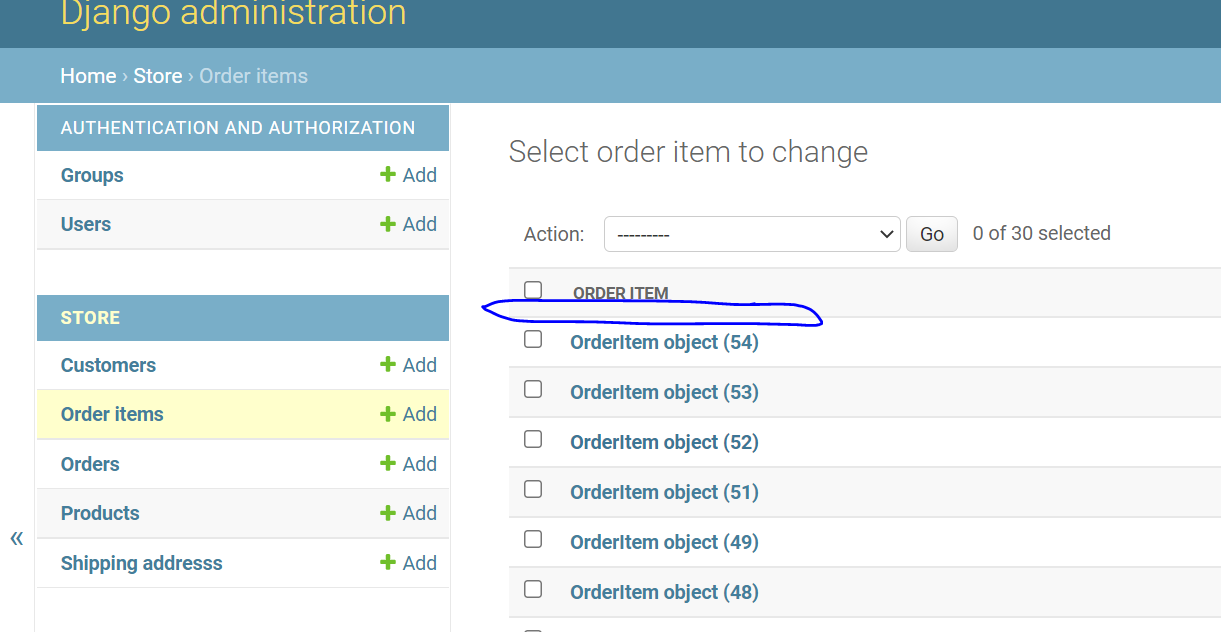 Django administration
Home › Store › Order items
AUTHENTICATION AND AUTHORIZATION
Groups + Add
Users + Add
STORE
Customers + Add
Order items + Add
Orders + Add
Products + Add
Shipping addresss + Add
«
Select order item to change
Action: --------- Go 0 of 30 selected
ORDER ITEM
OrderItem object (54)
OrderItem object (53)
OrderItem object (52)
OrderItem object (51)
OrderItem object (49)
OrderItem object (48)